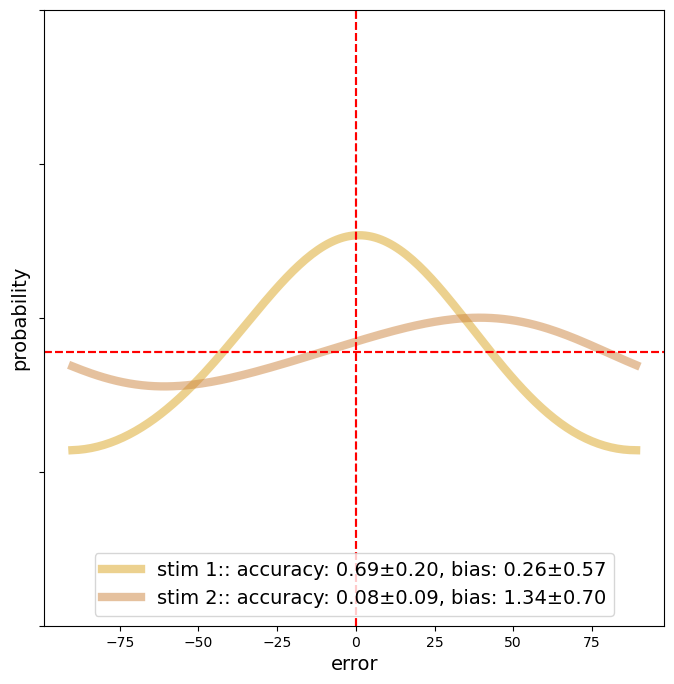 probability
stim 1:: accuracy: 0.69±0.20, bias: 0.26±0.57
stim 2:: accuracy: 0.08±0.09, bias: 1.34±0.70
−75 −50 −25 0 25 50 75
error